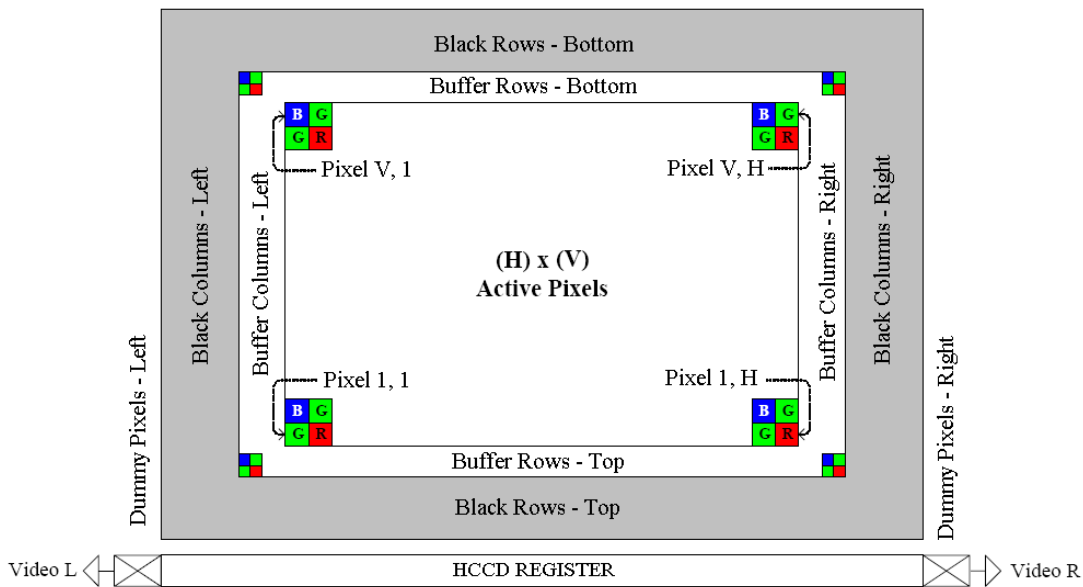 Black Rows - Bottom
Buffer Rows - Bottom
B G
G R
B G
G R
Pixel V, 1
Pixel V, H
Black Columns - Left
Buffer Columns - Left
Buffer Columns - Right
Black Columns - Right
(H) x (V)
Active Pixels
Dummy Pixels - Left
Dummy Pixels - Right
Pixel 1, 1
Pixel 1, H
B G
G R
B G
G R
Buffer Rows - Top
Black Rows - Top
Video L
HCCD REGISTER
Video R